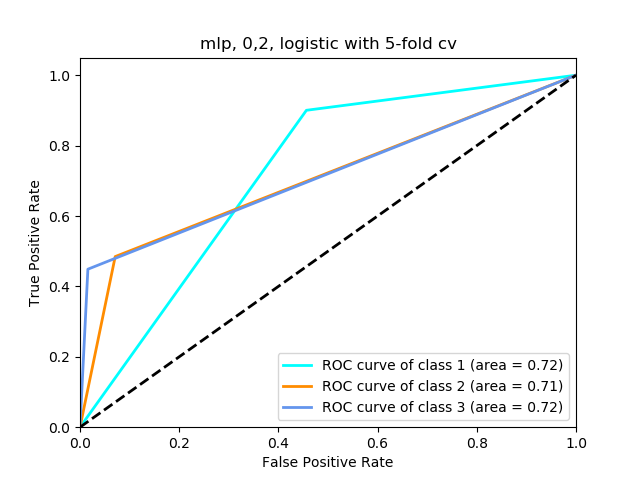 mlp, 0,2, logistic with 5-fold cv
True Positive Rate
1.0
0.8
0.6
0.4
0.2
0.0
0.0 0.2 0.4 0.6 0.8 1.0
False Positive Rate
ROC curve of class 1 (area = 0.72)
ROC curve of class 2 (area = 0.71)
ROC curve of class 3 (area = 0.72)